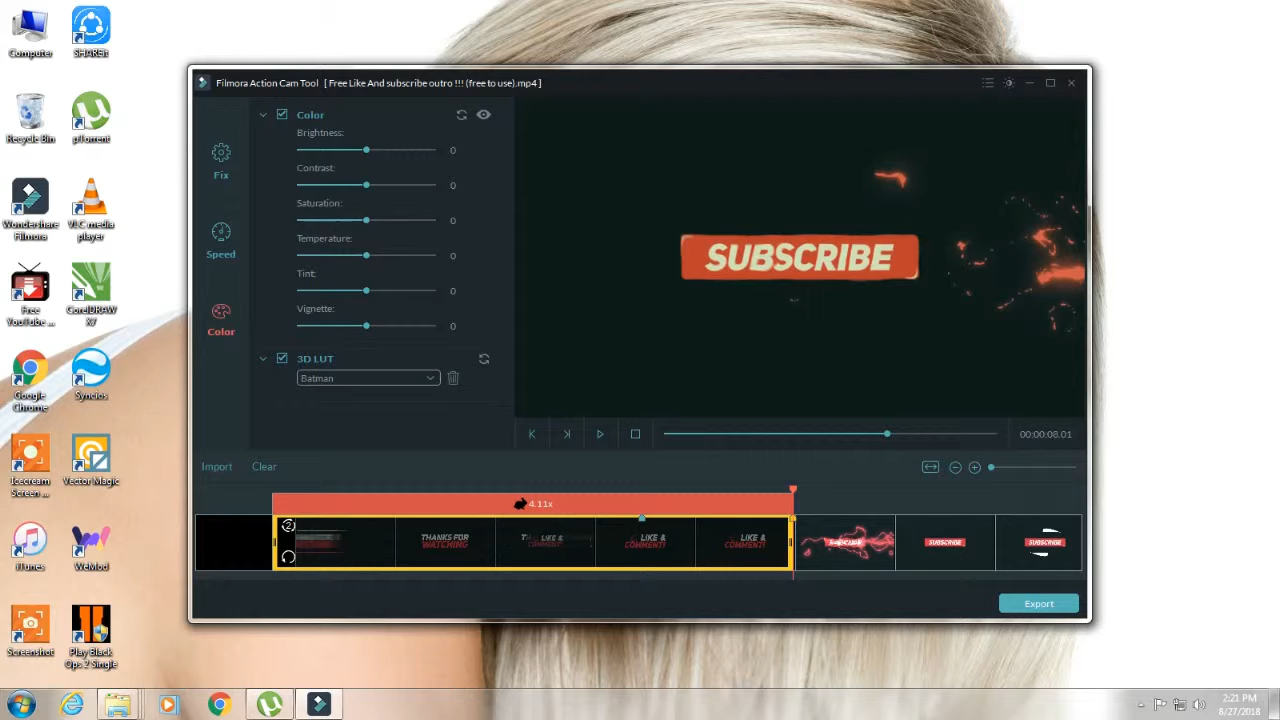 Computer
SHAREit
Recycle Bin
µTorrent
Wondershare
Filmora
VLC media
player
Free
YouTube ...
CorelDRAW
X7
Google
Chrome
Syncios
Icecream
Screen ...
Vector Magic
iTunes
WeMod
Screenshot
Play Black
Ops 2 Single
Filmora Action Cam Tool [ Free Like And subscribe outro !!! (free to use).mp4 ]
Fix
Speed
Color
Color
Brightness:
0
Contrast:
0
Saturation:
0
Temperature:
0
Tint:
0
Vignette:
0
3D LUT
Batman
SUBSCRIBE
00:00:08.01
Import
Clear
4.11x
2
THANKS FOR
WATCHING
LIKE &
COMMENT!
LIKE &
COMMENT!
LIKE &
COMMENT!
SUBSCRIBE
SUBSCRIBE
SUBSCRIBE
Export
2:21 PM
8/27/2018